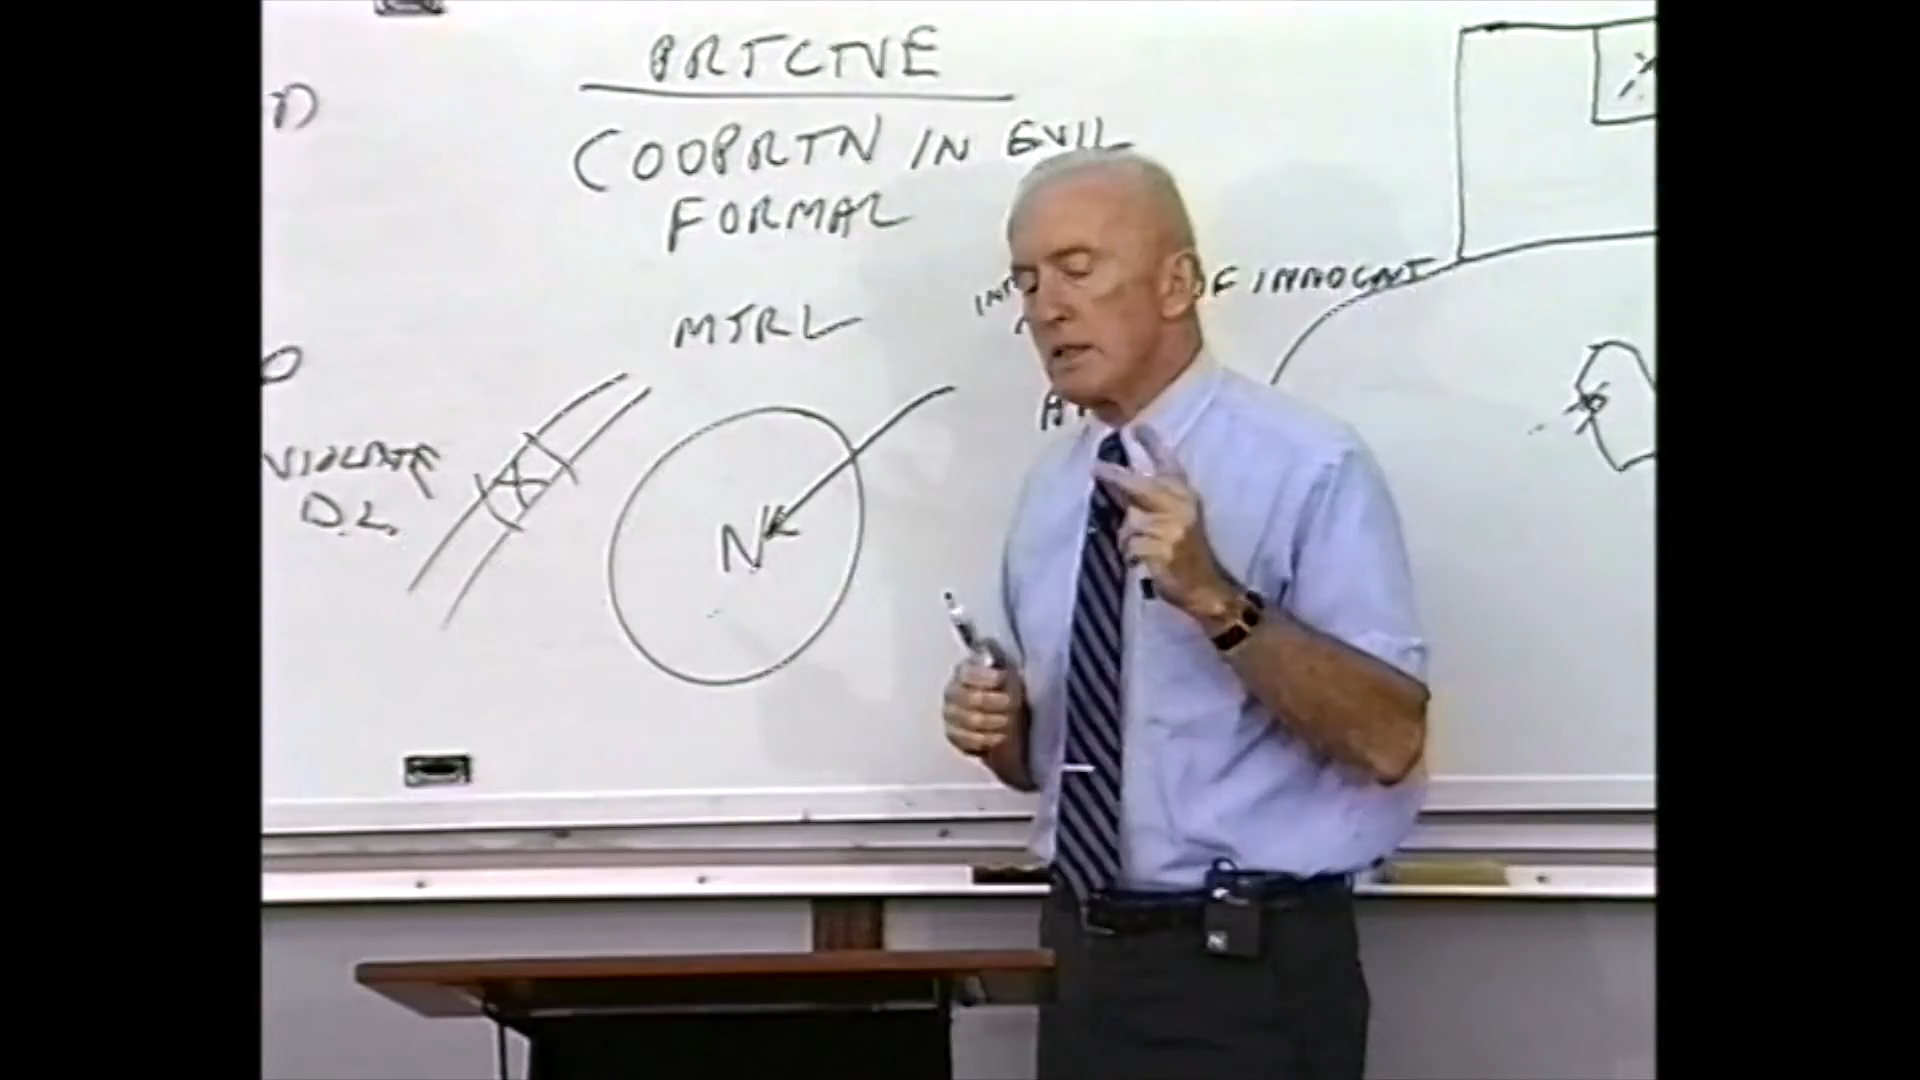 PRTCTVE
COOPRTN IN EVIL
FORMAL
MTRL
F INNOCNT
VIOLATE
D.L.
N